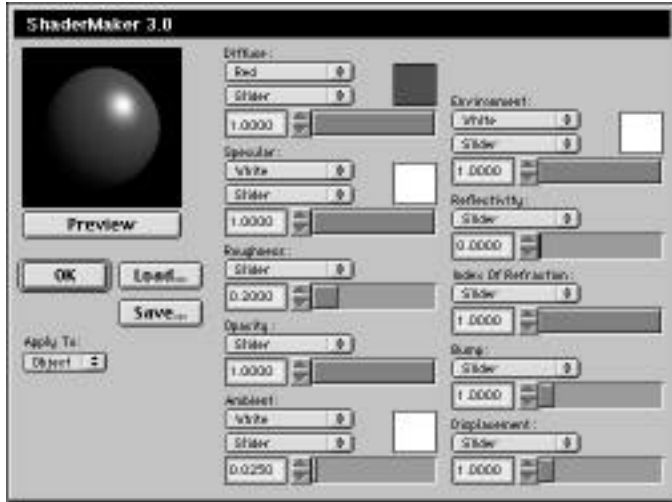 ShaderMaker 3.0
Preview
OK
Load...
Save...
Apply To:
Object
Diffuse:
Red
Slider
1.0000
Specular:
White
Slider
1.0000
Roughness:
Slider
0.2000
Opacity:
Slider
1.0000
Ambient:
White
Slider
0.0250
Environment:
White
Slider
1.0000
Reflectivity:
Slider
0.0000
Index Of Refraction:
Slider
1.0000
Bump:
Slider
1.0000
Displacement:
Slider
1.0000